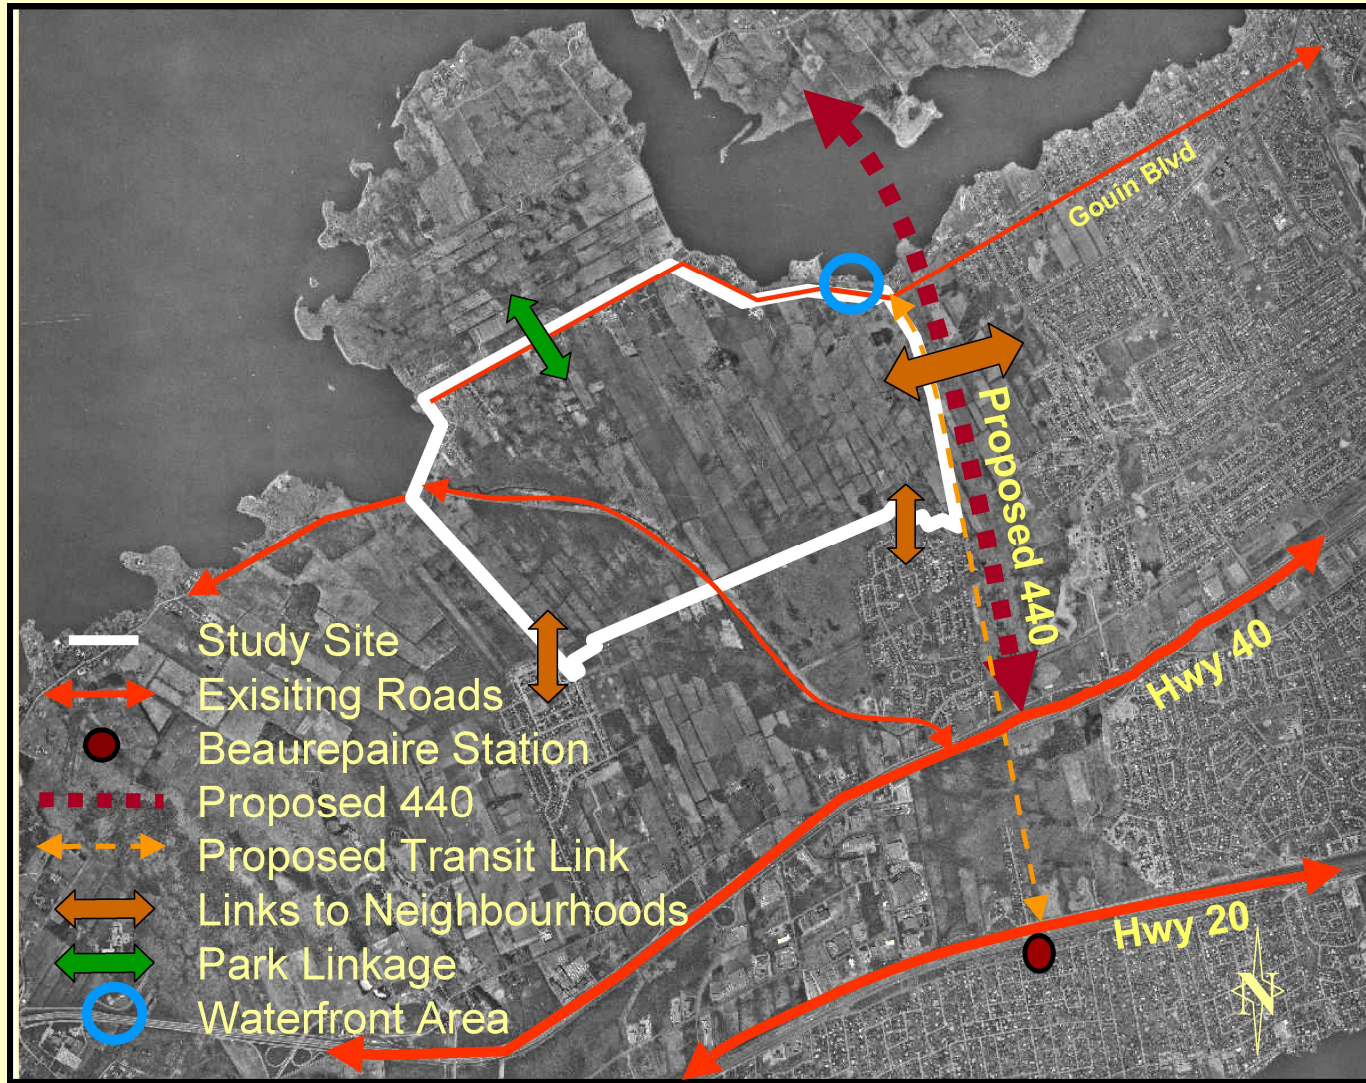 Gouin Blvd
Proposed 440
Hwy 40
Hwy 20
N
Study Site
Exisiting Roads
Beaurepaire Station
Proposed 440
Proposed Transit Link
Links to Neighbourhoods
Park Linkage
Waterfront Area